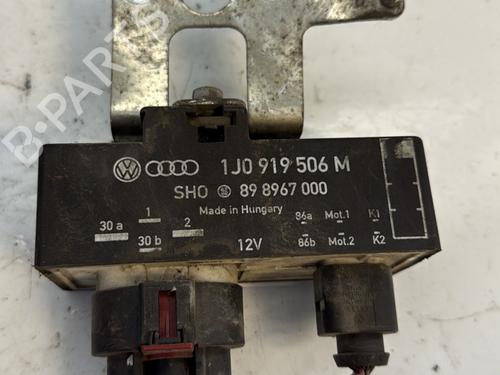 B-PARTS
1J0 919 506 M
SHO 89 8967 000
Made in Hungary
30 a 1 2 86a Mot.1 K1
30 b 12V 86b Mot.2 K2